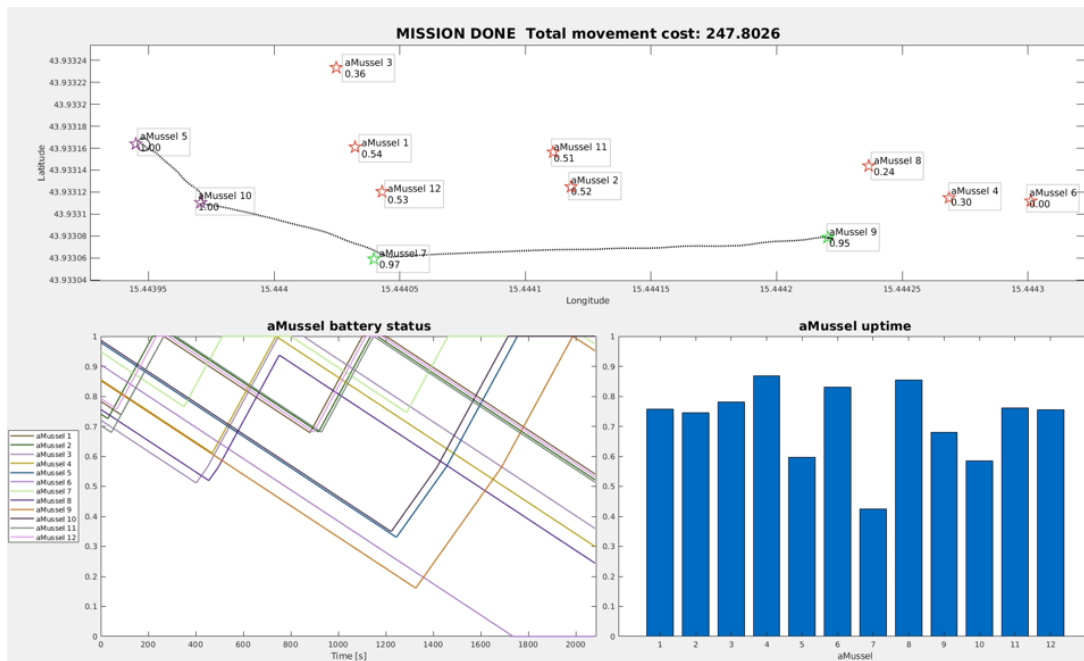 MISSION DONE Total movement cost: 247.8026
43.93324
43.93322
43.9332
43.93318
43.93316
43.93314
43.93312
43.9331
43.93308
43.93306
43.93304
Latitude
aMussel 3
0.36
aMussel 5
1.00
aMussel 1
0.54
aMussel 11
0.51
aMussel 8
0.24
aMussel 10
1.00
aMussel 12
0.53
aMussel 2
0.52
aMussel 4
0.30
aMussel 6
0.00
aMussel 7
0.97
aMussel 9
0.95
15.44395
15.444
15.44405
15.4441
15.44415
15.4442
15.44425
15.4443
Longitude
aMussel battery status
1
0.9
0.8
0.7
0.6
0.5
0.4
0.3
0.2
0.1
0
0
200
400
600
800
1000
1200
1400
1600
1800
2000
Time [s]
aMussel 1
aMussel 2
aMussel 3
aMussel 4
aMussel 5
aMussel 6
aMussel 7
aMussel 8
aMussel 9
aMussel 10
aMussel 11
aMussel 12
aMussel uptime
1
0.9
0.8
0.7
0.6
0.5
0.4
0.3
0.2
0.1
0
1
2
3
4
5
6
7
8
9
10
11
12
aMussel